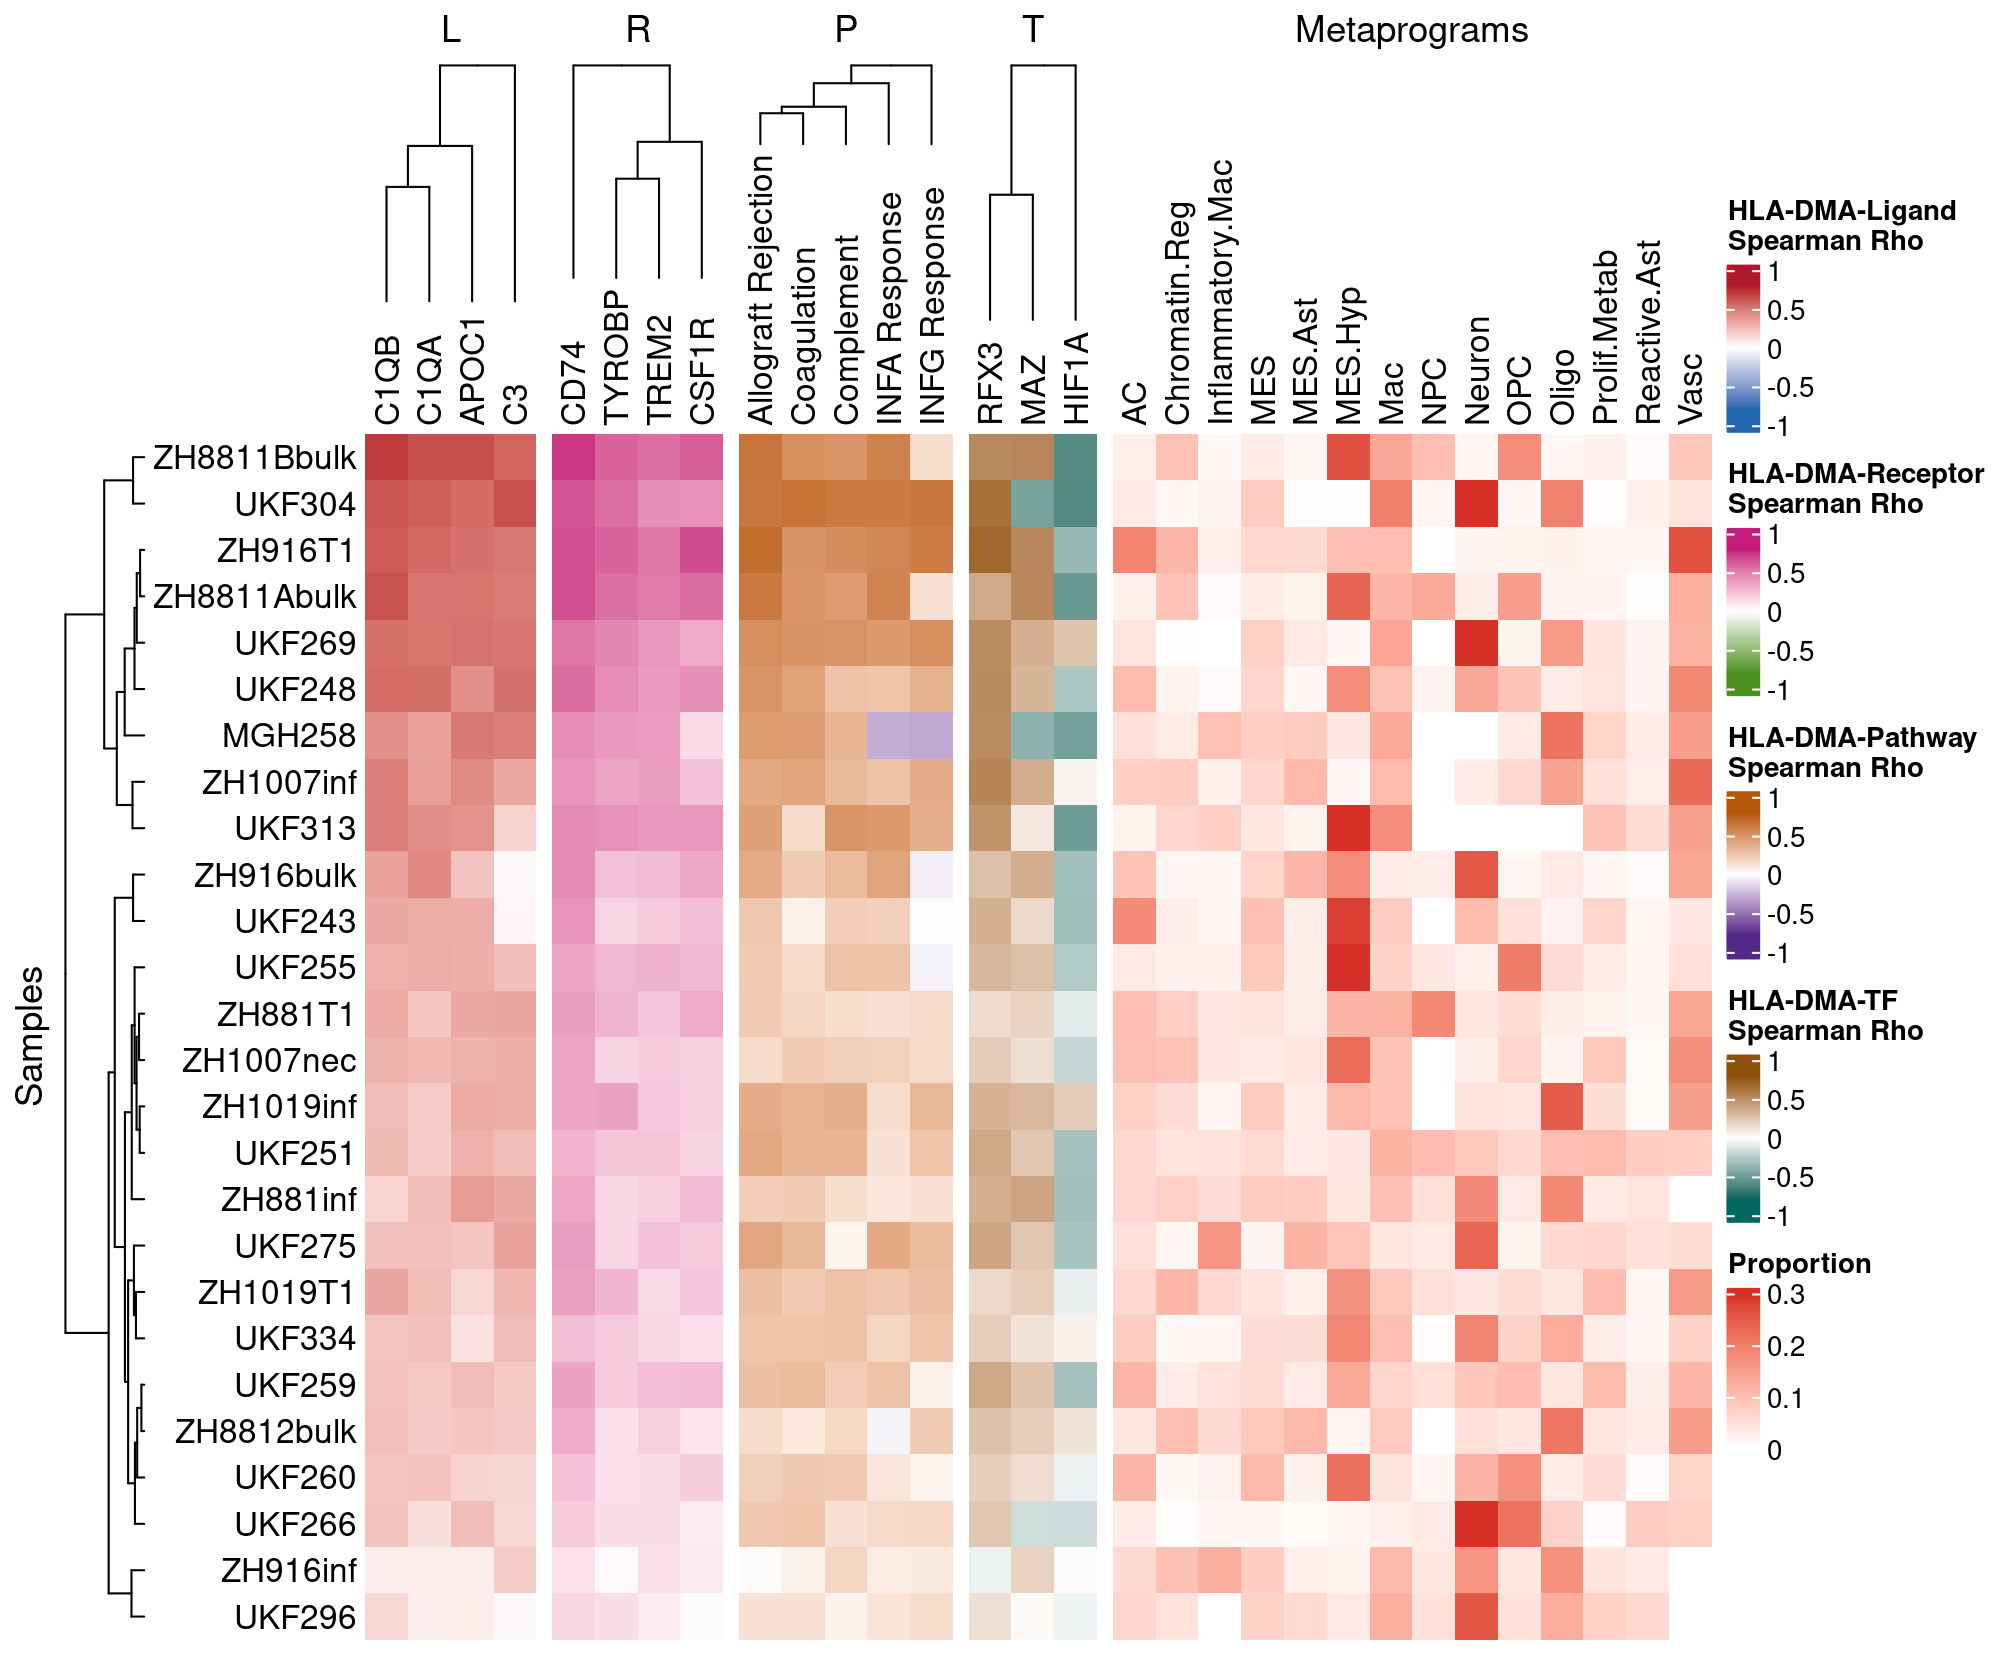 L R P T Metaprograms
C1QB C1QA APOC1 C3 CD74 TYROBP TREM2 CSF1R Allograft Rejection Coagulation Complement INFA Response INFG Response RFX3 MAZ HIF1A AC Chromatin.Reg Inflammatory.Mac MES MES.Ast MES.Hyp Mac NPC Neuron OPC Oligo Prolif.Metab Reactive.Ast Vasc
Samples
ZH8811Bbulk
UKF304
ZH916T1
ZH8811Abulk
UKF269
UKF248
MGH258
ZH1007inf
UKF313
ZH916bulk
UKF243
UKF255
ZH881T1
ZH1007nec
ZH1019inf
UKF251
ZH881inf
UKF275
ZH1019T1
UKF334
UKF259
ZH8812bulk
UKF260
UKF266
ZH916inf
UKF296
HLA-DMA-Ligand
Spearman Rho
1
0.5
0
-0.5
-1
HLA-DMA-Receptor
Spearman Rho
1
0.5
0
-0.5
-1
HLA-DMA-Pathway
Spearman Rho
1
0.5
0
-0.5
-1
HLA-DMA-TF
Spearman Rho
1
0.5
0
-0.5
-1
Proportion
0.3
0.2
0.1
0